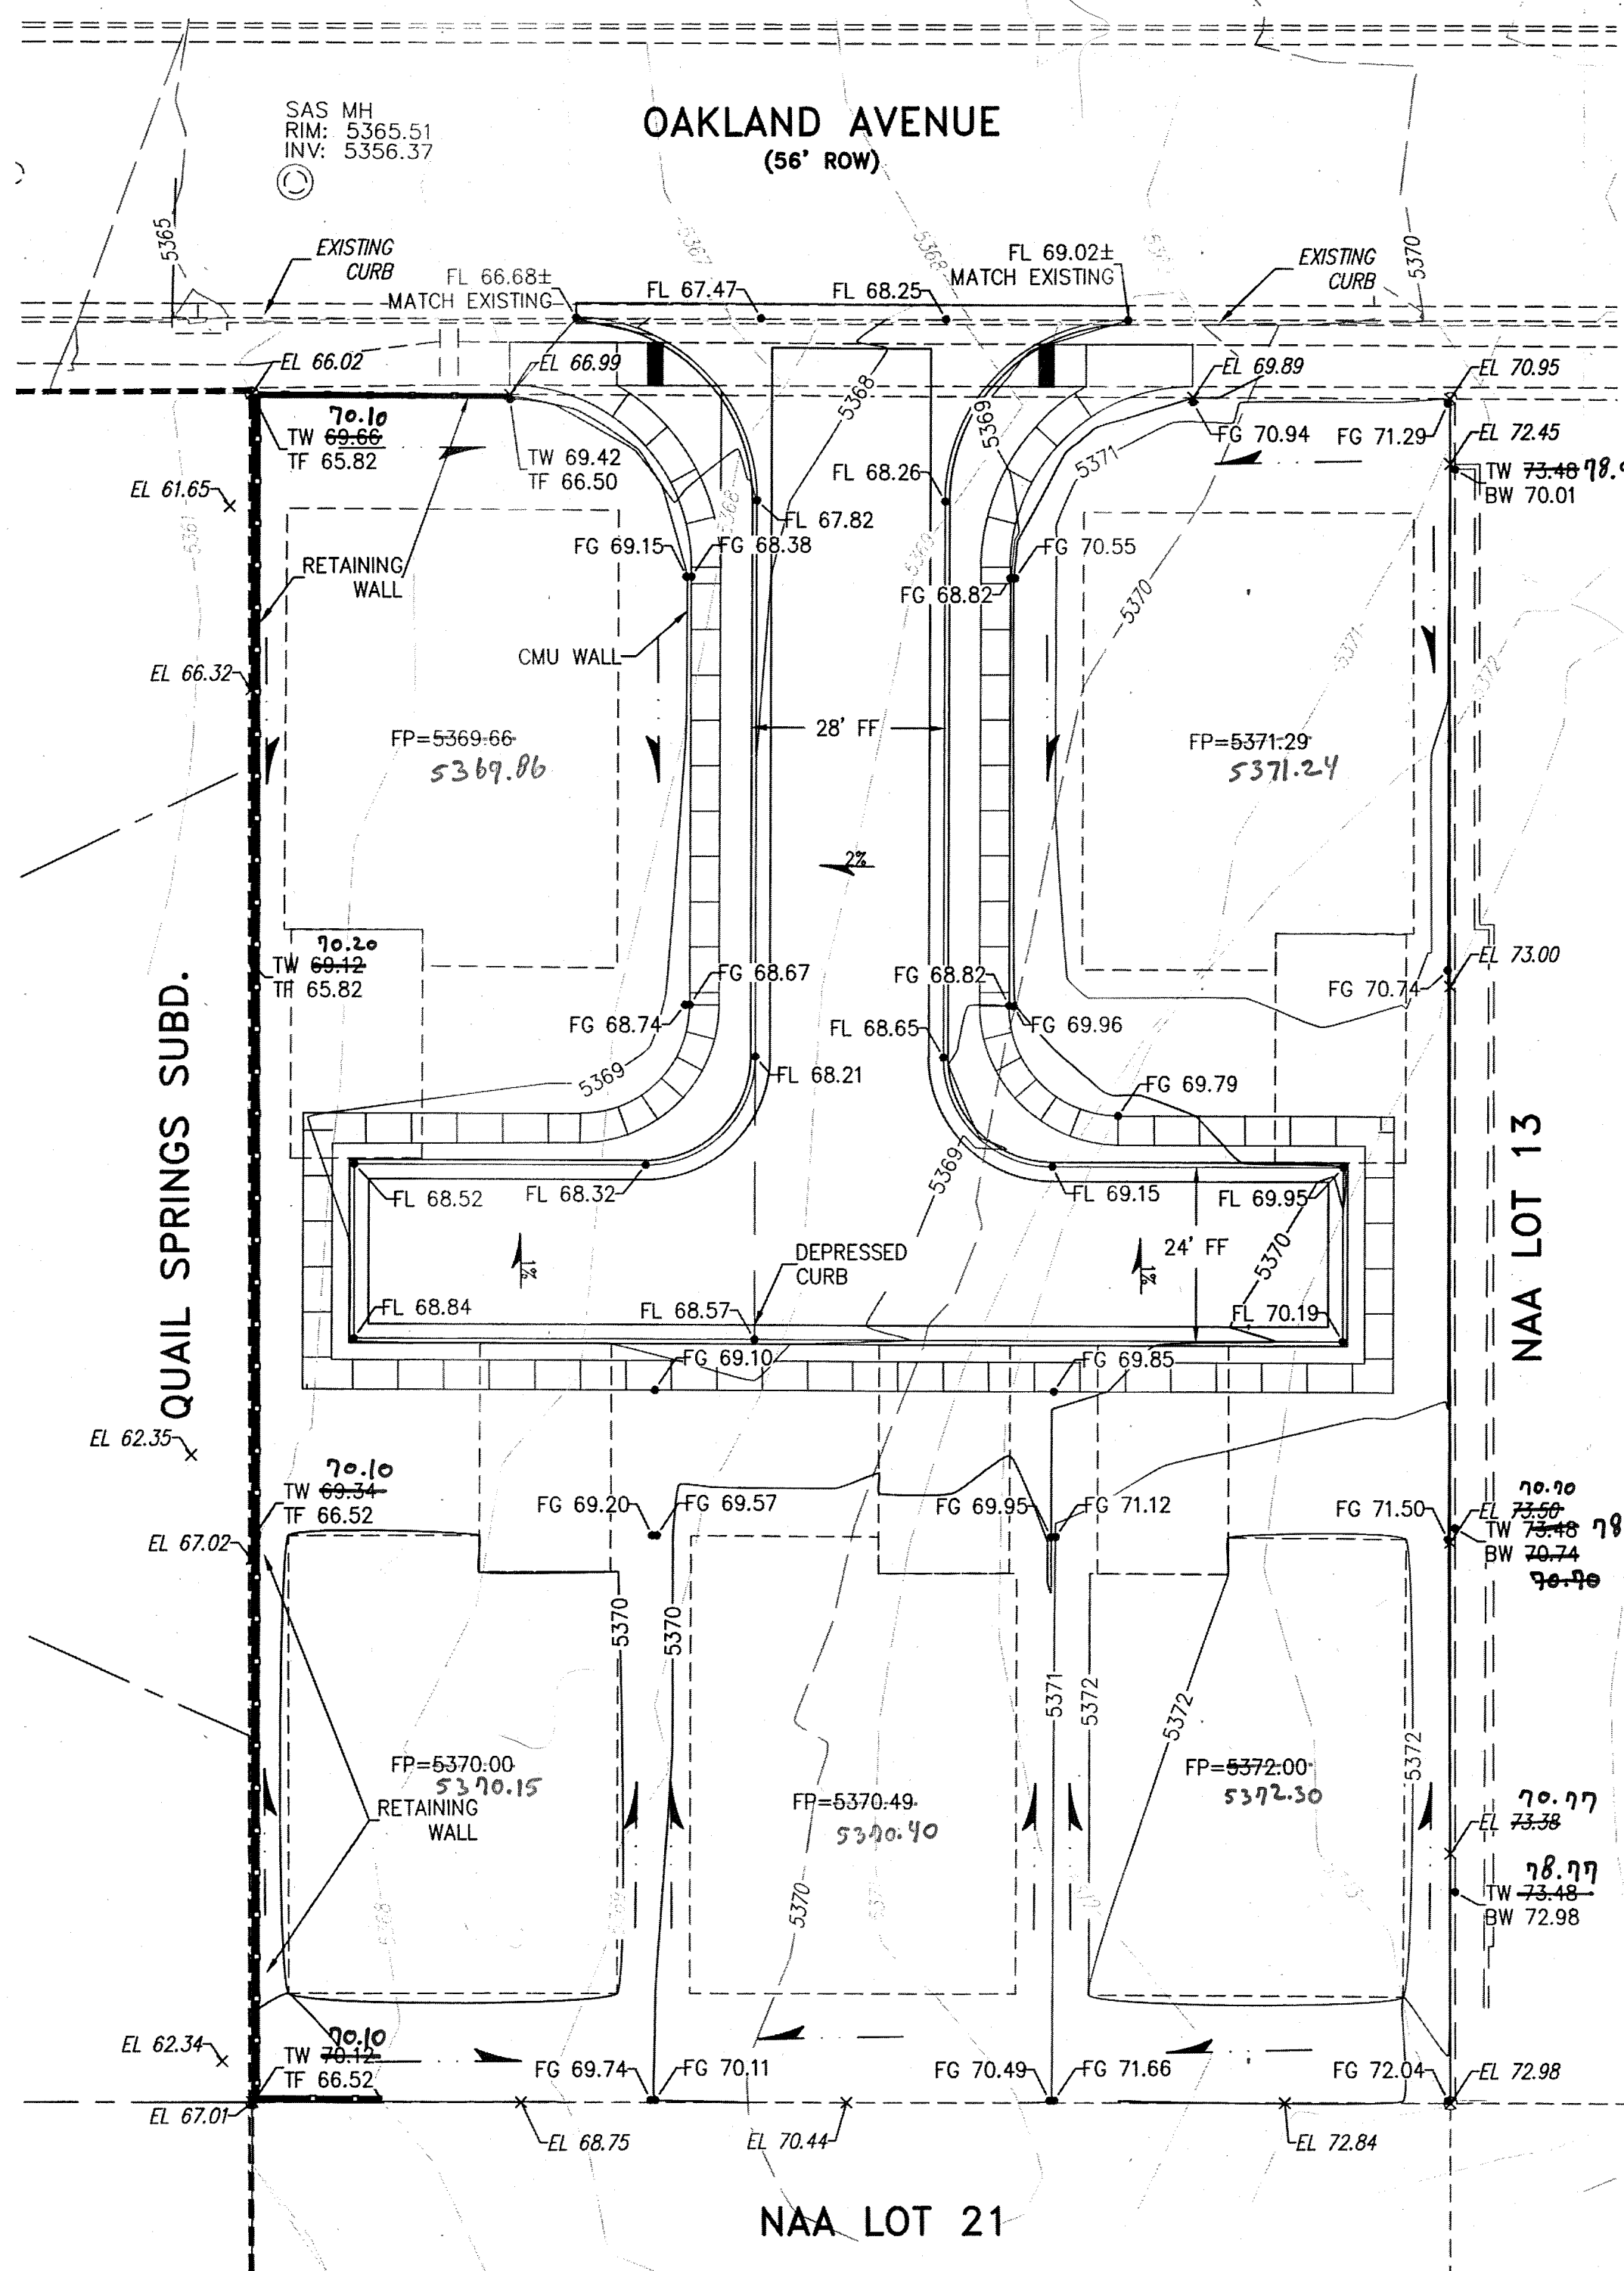 SAS MH
RIM: 5365.51
INV: 5356.37
OAKLAND AVENUE
(56' ROW)
5365
5367
5368
5370
EXISTING
CURB
FL 66.68±
MATCH EXISTING
FL 67.47
FL 68.25
FL 69.02±
MATCH EXISTING
EXISTING
CURB
EL 66.02
EL 66.99
EL 69.89
EL 70.95
5368
5369
70.10
TW 69.66
TF 65.82
TW 69.42
TF 66.50
FG 70.94
FG 71.29
EL 72.45
TW 73.48
BW 70.01
5371
EL 61.65
5361
5368
FL 68.26
FL 67.82
FG 69.15
FG 68.38
FG 70.55
FG 68.82
RETAINING
WALL
5369
5370
5371
5372
CMU WALL
EL 66.32
28' FF
FP=5369.66
5369.86
FP=5371.29
5371.24
2%
70.20
TW 69.12
TF 65.82
FG 68.67
FG 68.82
EL 73.00
FG 70.74
FG 68.74
FG 69.96
FL 68.65
FL 68.21
5369
FG 69.79
QUAIL SPRINGS SUBD.
NAA LOT 13
5369
FL 68.52
FL 68.32
FL 69.15
FL 69.95
DEPRESSED
CURB
24' FF
5370
1%
1%
FL 68.84
FL 68.57
FL 70.19
FG 69.10
FG 69.85
EL 62.35
70.10
TW 69.34
TF 66.52
FG 69.20
FG 69.57
FG 69.95
FG 71.12
FG 71.50
70.70
EL 73.50
TW 73.48 78
BW 70.74
70.70
EL 67.02
5370
5370
5371
5372
5372
5372
FP=5370.00
5370.15
FP=5370.49
5370.40
FP=5372.00
5372.30
RETAINING
WALL
70.77
EL 73.38
78.77
TW 73.48
BW 72.98
5368
5370
EL 62.34
70.10
TW 70.12
TF 66.52
FG 69.74
FG 70.11
FG 70.49
FG 71.66
FG 72.04
EL 72.98
EL 67.01
EL 68.75
EL 70.44
EL 72.84
NAA LOT 21